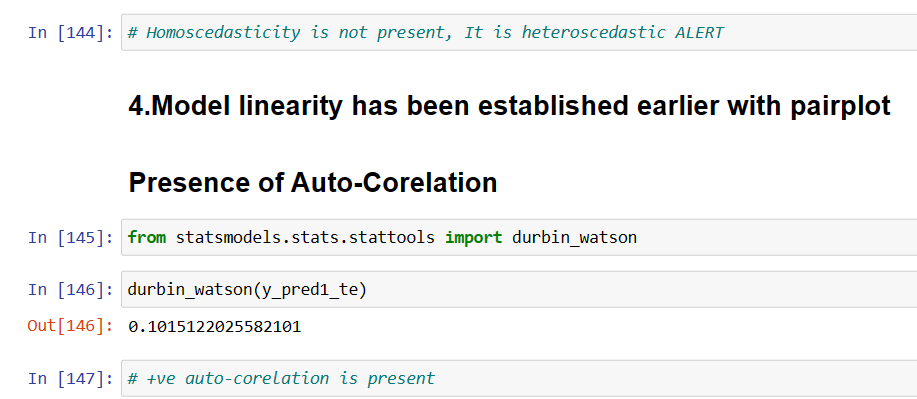 In [144]: # Homoscedasticity is not present, It is heteroscedastic ALERT
4.Model linearity has been established earlier with pairplot
Presence of Auto-Corelation
In [145]: from statsmodels.stats.stattools import durbin_watson
In [146]: durbin_watson(y_pred1_te)
Out[146]: 0.1015122025582101
In [147]: # +ve auto-corelation is present